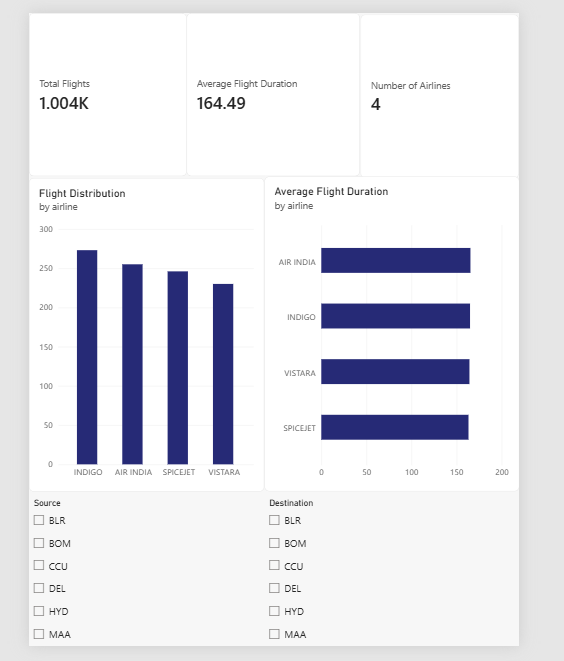 Total Flights
1.004K
Average Flight Duration
164.49
Number of Airlines
4
Flight Distribution
by airline
300
250
200
150
100
50
0
INDIGO AIR INDIA SPICEJET VISTARA
Average Flight Duration
by airline
AIR INDIA
INDIGO
VISTARA
SPICEJET
0 50 100 150 200
Source
BLR
BOM
CCU
DEL
HYD
MAA
Destination
BLR
BOM
CCU
DEL
HYD
MAA